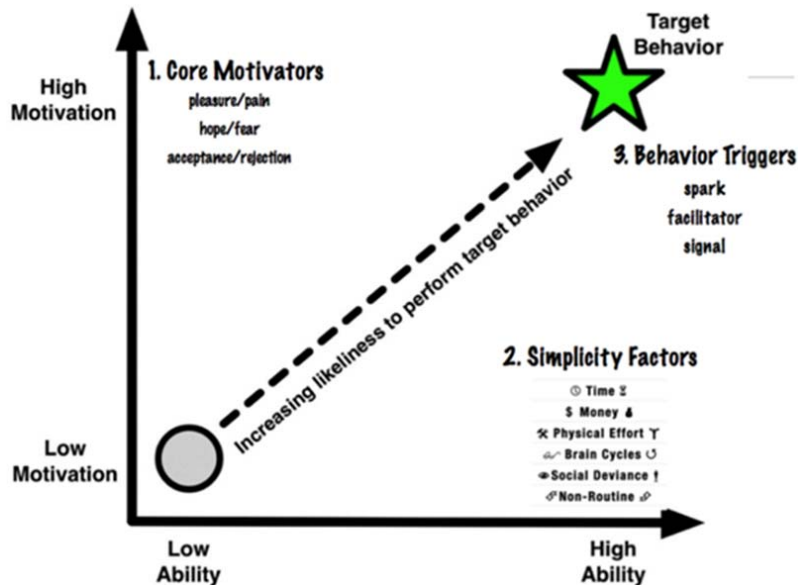 Target
Behavior
High
Motivation
1. Core Motivators
pleasure/pain
hope/fear
acceptance/rejection
3. Behavior Triggers
spark
facilitator
signal
Increasing likeliness to perform target behavior
2. Simplicity Factors
Time
$ Money
Physical Effort
Brain Cycles
Social Deviance
Non-Routine
Low
Motivation
Low
Ability
High
Ability